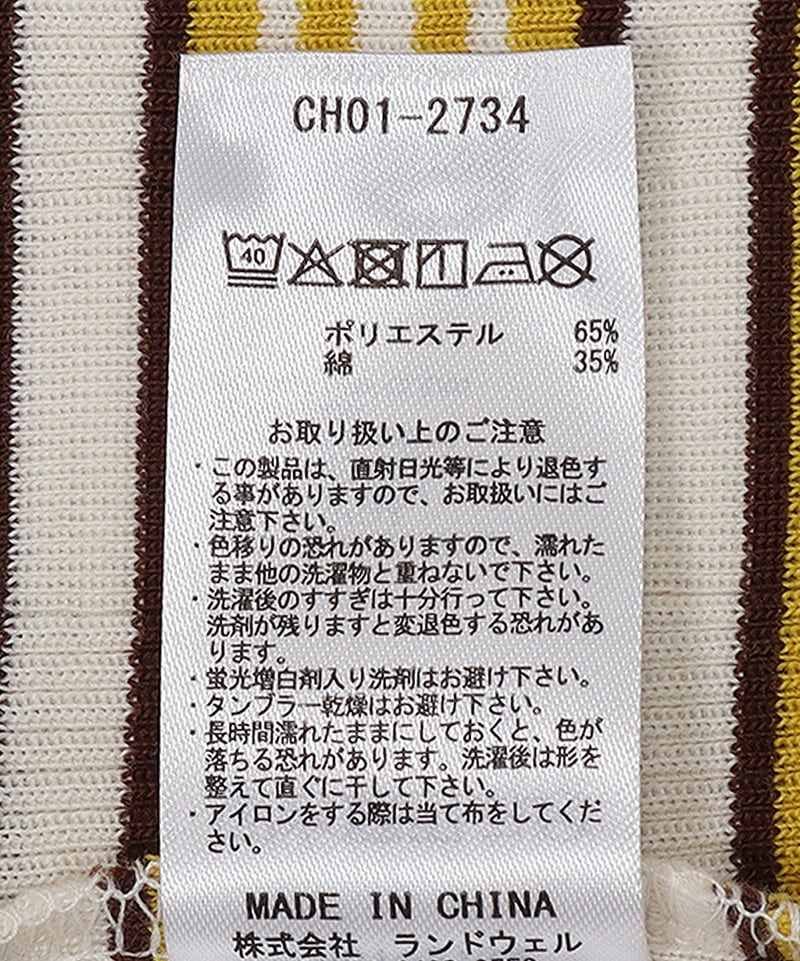 CH01-2734
40
ポリエステル 65%
綿 35%
お取り扱い上のご注意
・この製品は、直射日光等により退色す
る事がありますので、お取扱いにはご
注意下さい。
・色移りの恐れがありますので、濡れた
まま他の洗濯物と重ねないで下さい。
・洗濯後のすすぎは十分行って下さい。
洗剤が残りますと変退色する恐れがあ
ります。
・蛍光増白剤入り洗剤はお避け下さい。
・タンブラー乾燥はお避け下さい。
・長時間濡れたままにしておくと、色が
落ちる恐れがあります。洗濯後は形を
整えて直ぐに干して下さい。
・アイロンをする際は当て布をしてくだ
さい。
MADE IN CHINA
株式会社 ランドウェル